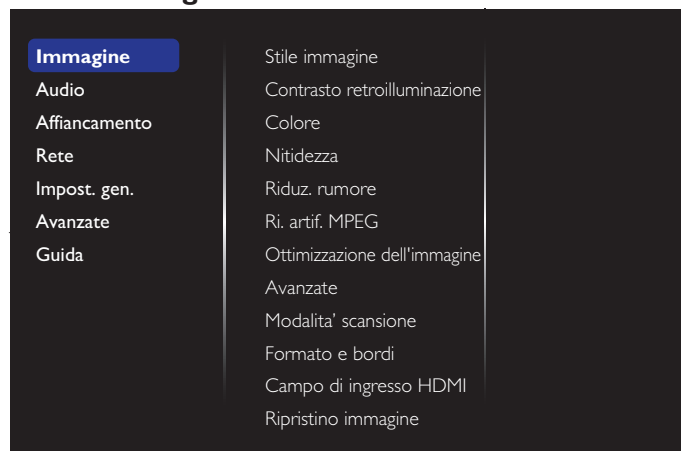 Immagine
Audio
Affiancamento
Rete
Impost. gen.
Avanzate
Guida
Stile immagine
Contrasto retroilluminazione
Colore
Nitidezza
Riduz. rumore
Ri. artif. MPEG
Ottimizzazione dell'immagine
Avanzate
Modalita’ scansione
Formato e bordi
Campo di ingresso HDMI
Ripristino immagine